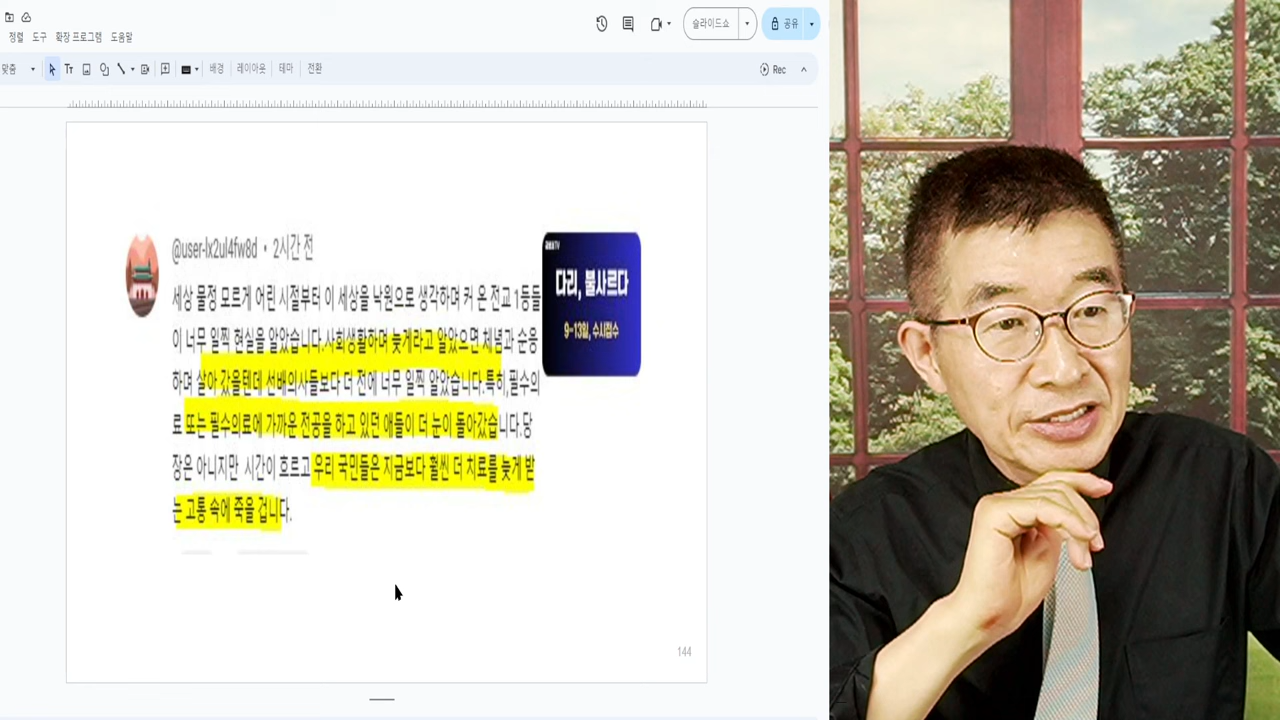 슬라이드쇼
공유
정렬 도구 확장 프로그램 도움말
맞춤
배경 레이아웃 테마 전환
Rec
@user-lx2ul4fw8d • 2시간 전
세상 물정 모르게 어린 시절부터 이 세상을 낙원으로 생각하며 커 온 전교 1등들
이 너무 일찍 현실을 알았습니다.사회생활하며 늦게라고 알았으면 체념과 순응
하며 살아 갔을텐데 선배의사들보다 더 전에 너무 일찍 알았습니다.특히,필수의
료 또는 필수의료에 가까운 전공을 하고 있던 애들이 더 눈이 돌아갔습니다.당
장은 아니지만 시간이 흐르고 우리 국민들은 지금보다 훨씬 더 치료를 늦게 받
는 고통 속에 죽을 겁니다.
다리, 불사르다
9~13일, 수시접수
144